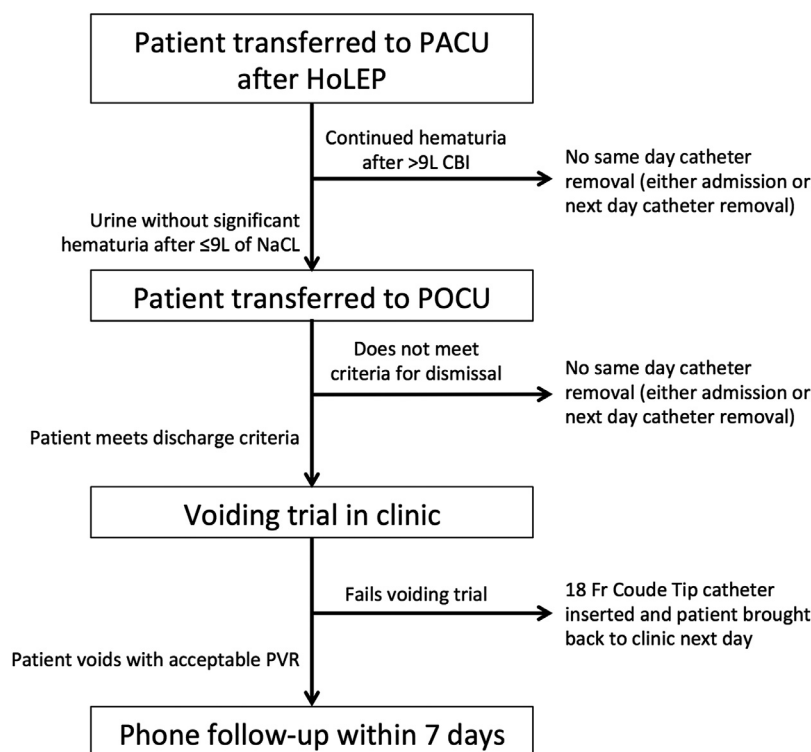 Patient transferred to PACU
after HoLEP
Continued hematuria
after >9L CBI
No same day catheter
removal (either admission or
next day catheter removal)
Urine without significant
hematuria after ≤9L of NaCL
Patient transferred to POCU
Does not meet
criteria for dismissal
No same day catheter
removal (either admission or
next day catheter removal)
Patient meets discharge criteria
Voiding trial in clinic
Fails voiding trial
18 Fr Coude Tip catheter
inserted and patient brought
back to clinic next day
Patient voids with acceptable PVR
Phone follow-up within 7 days